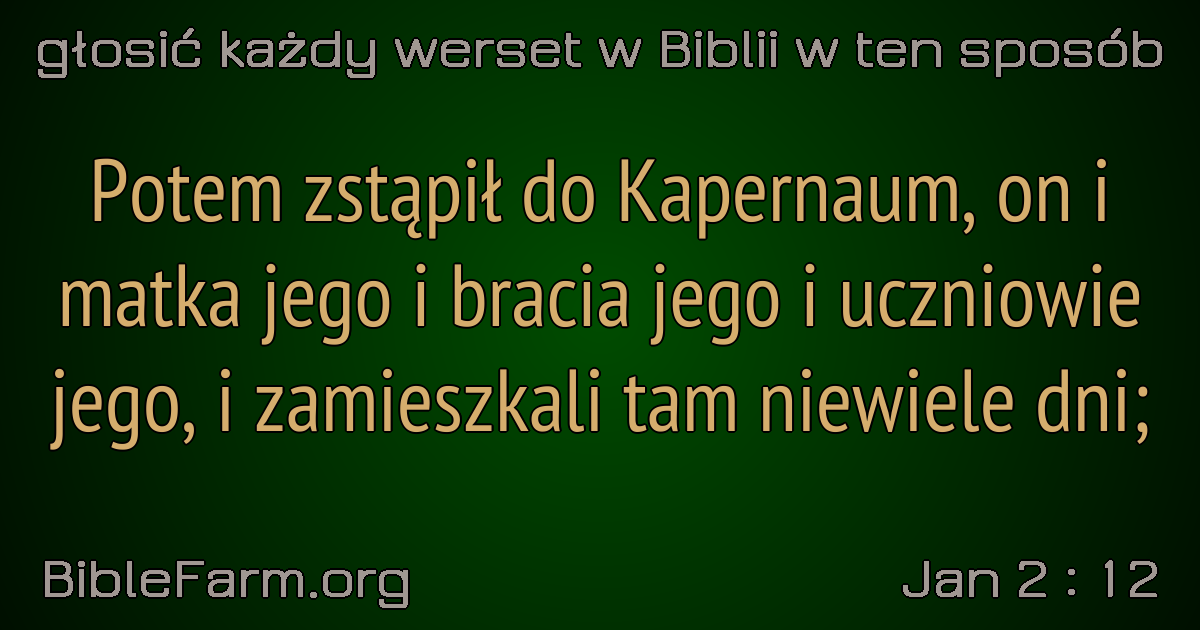 głosić każdy werset w Biblii w ten sposób
Potem zstąpił do Kapernaum, on i
matka jego i bracia jego i uczniowie
jego, i zamieszkali tam niewiele dni;
BibleFarm.org
Jan 2 : 12